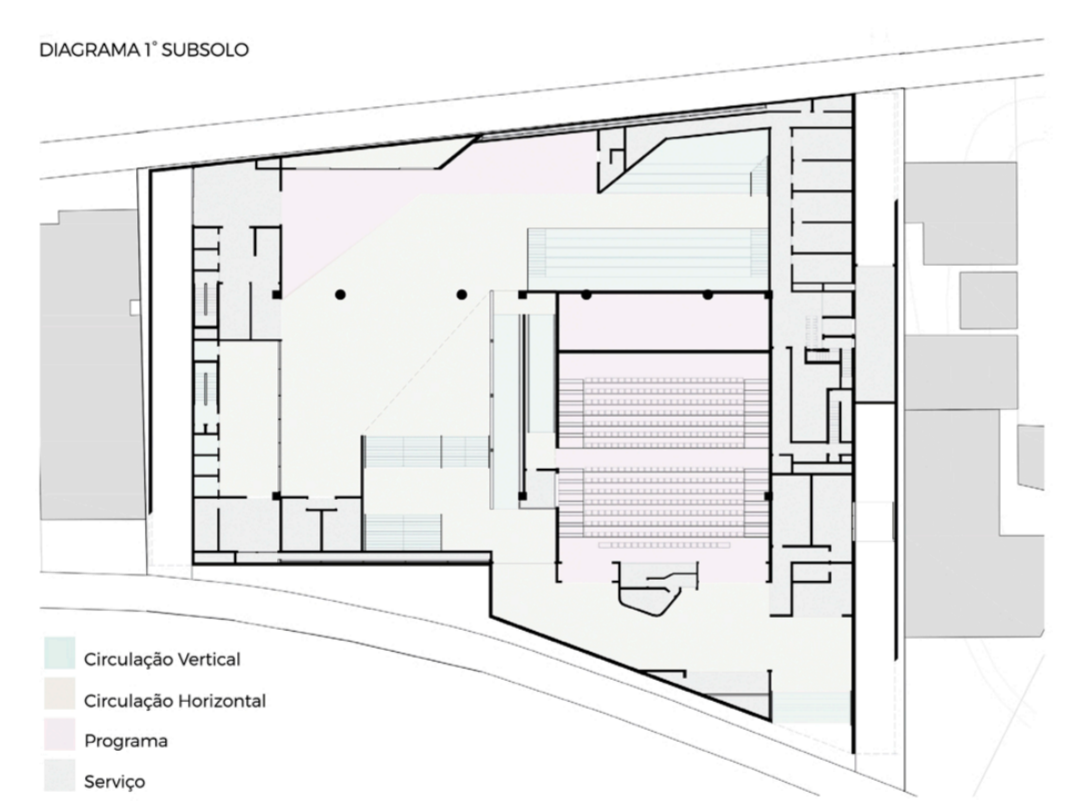 DIAGRAMA 1° SUBSOLO
Circulação Vertical
Circulação Horizontal
Programa
Serviço